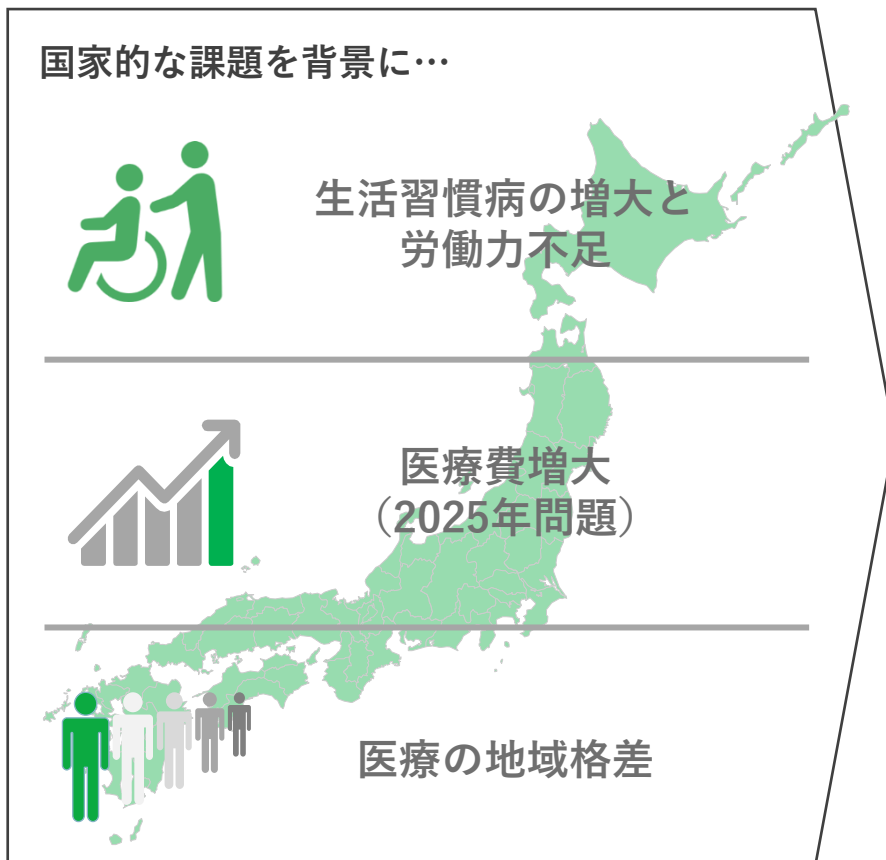 国家的な課題を背景に…
生活習慣病の増大と
労働力不足
医療費増大
（2025年問題）
医療の地域格差